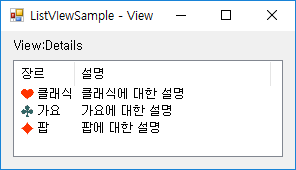 ListVIewSample - View
View:Details
장르 설명
클래식 클래식에 대한 설명
가요 가요에 대한 설명
팝 팝에 대한 설명